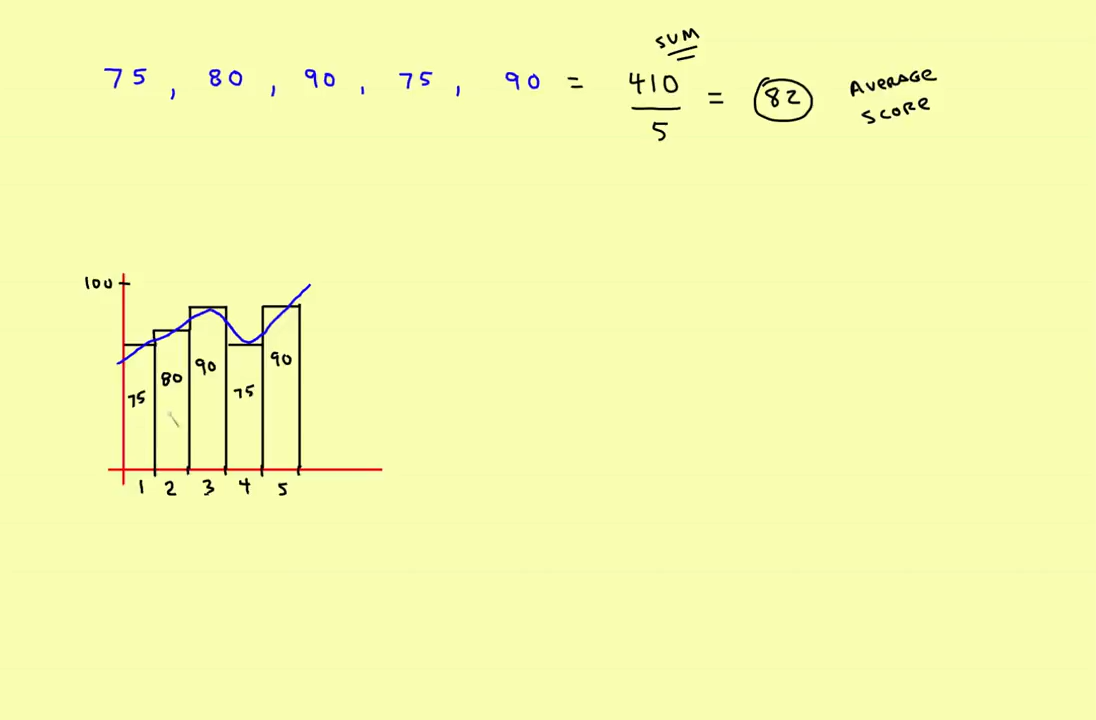 SUM
75 , 80 , 90 , 75 , 90 = 410 / 5 = 82 AVERAGE SCORE
100
75 80 90 75 90
1 2 3 4 5